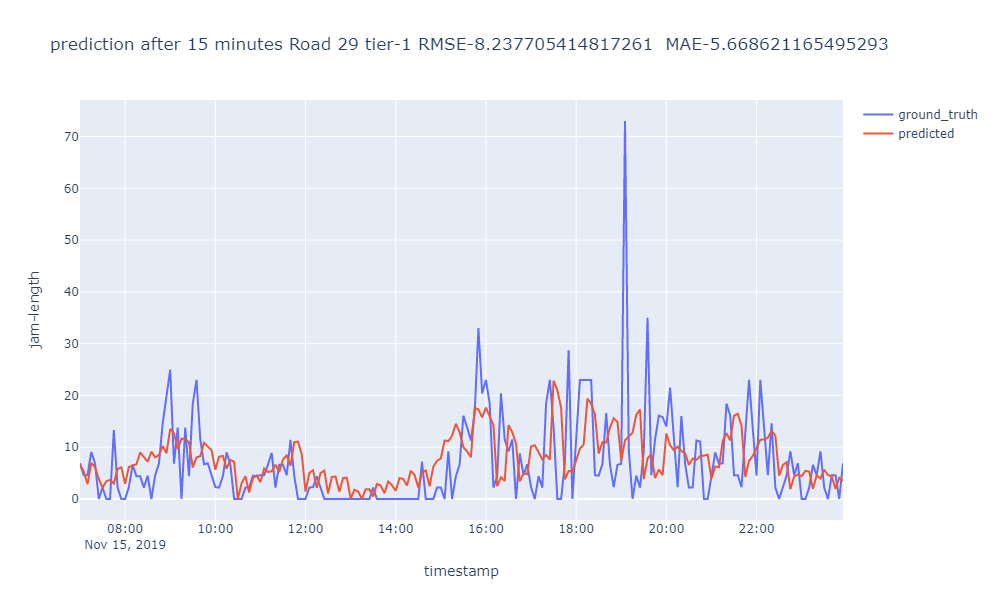 prediction after 15 minutes Road 29 tier-1 RMSE-8.237705414817261  MAE-5.668621165495293
ground_truth
predicted
jam-length
70
60
50
40
30
20
10
0
08:00 10:00 12:00 14:00 16:00 18:00 20:00 22:00
Nov 15, 2019
timestamp